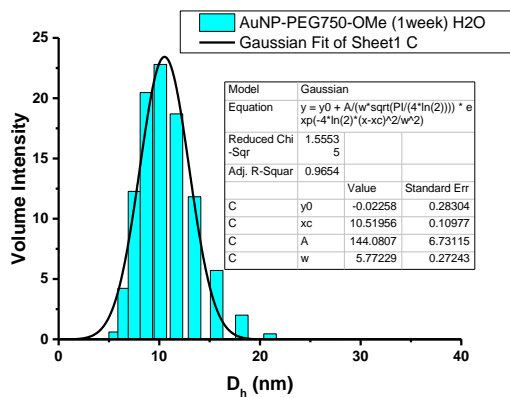 AuNP-PEG750-OMe (1week) H2O
Gaussian Fit of Sheet1 C
Volume Intensity
25
20
15
10
5
0
Model Gaussian
Equation y = y0 + A/(w*sqrt(PI/(4*ln(2)))) * e
xp(-4*ln(2)*(x-xc)^2/w^2)
Reduced Chi 1.5553
-Sqr 5
Adj. R-Squar 0.9654
Value Standard Err
C y0 -0.02258 0.28304
C xc 10.51956 0.10977
C A 144.0807 6.73115
C w 5.77229 0.27243
0 10 20 30 40
Dₕ (nm)